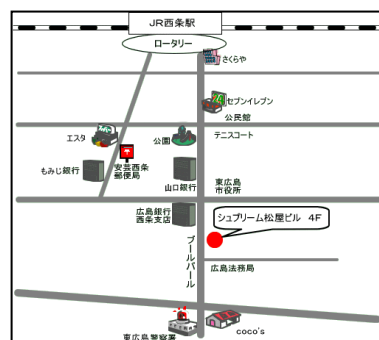 JR西条駅
ロータリー
さくらや
セブンイレブン
公民館
エスタ
公園
テニスコート
もみじ銀行
安芸西条
郵便局
山口銀行
東広島
市役所
広島銀行
西条支店
シュプリーム松屋ビル 4F
ブールバール
広島法務局
東広島警察署
coco's